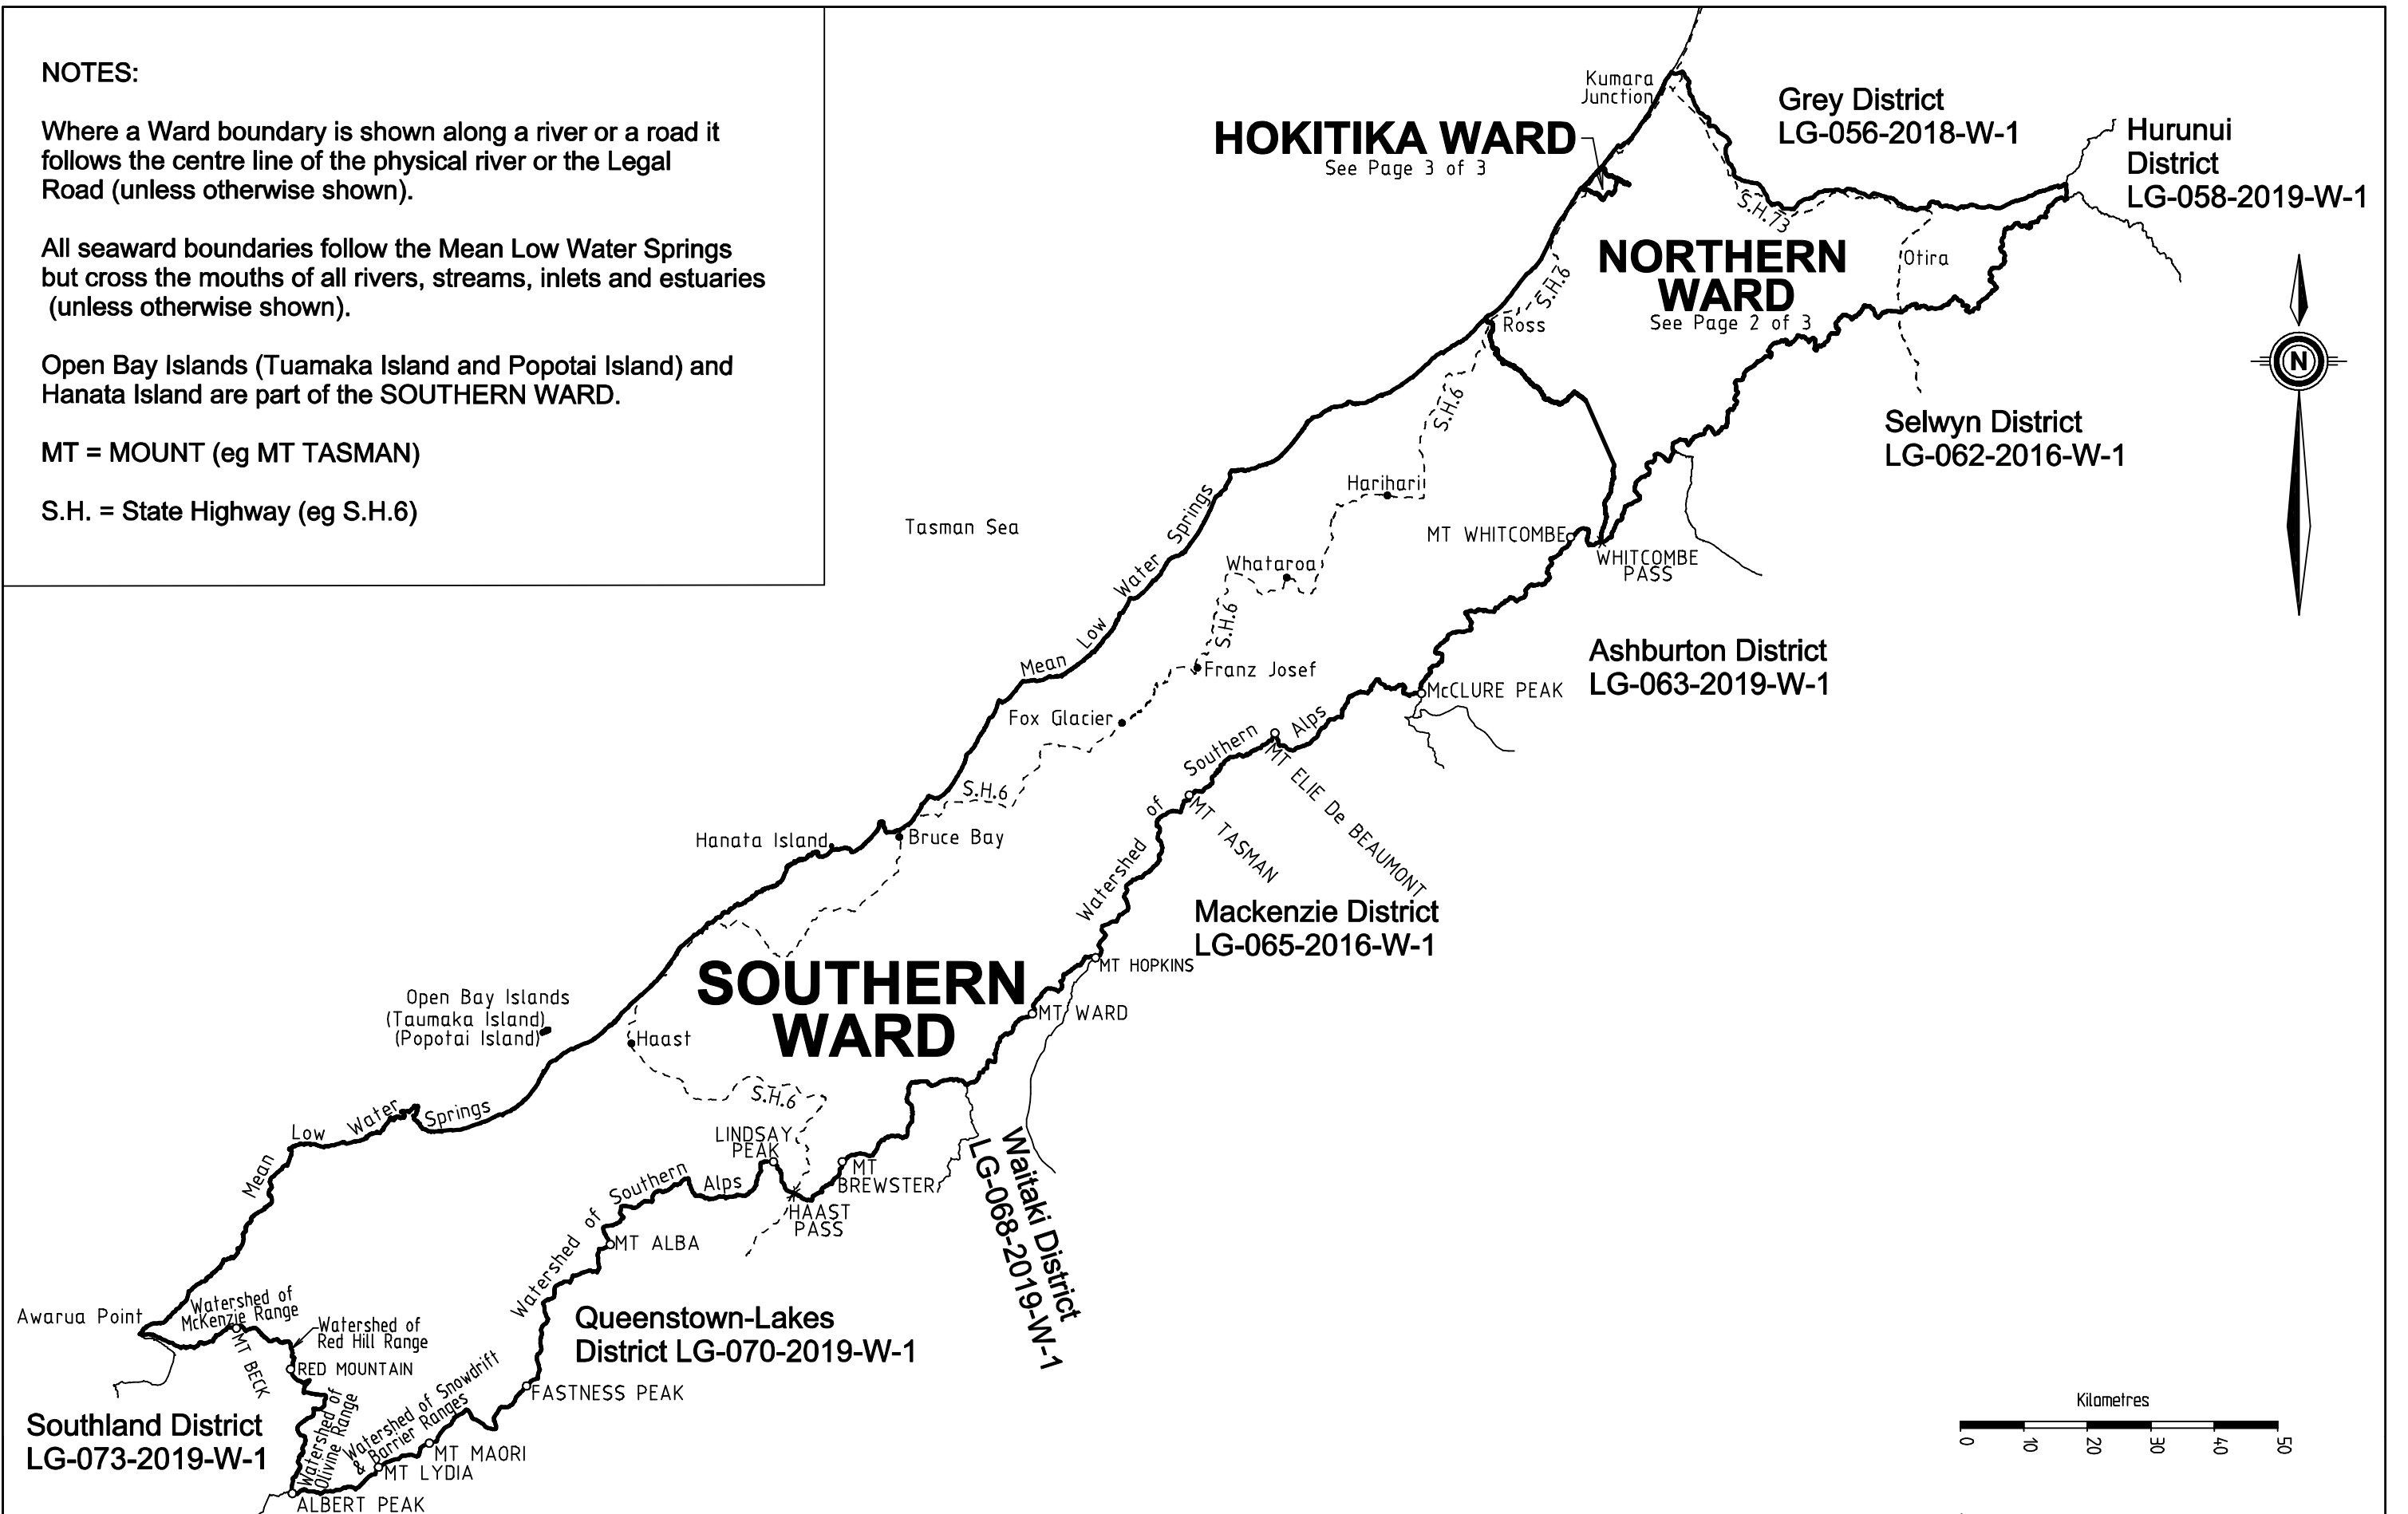 NOTES:
Where a Ward boundary is shown along a river or a road it
follows the centre line of the physical river or the Legal
Road (unless otherwise shown).
All seaward boundaries follow the Mean Low Water Springs
but cross the mouths of all rivers, streams, inlets and estuaries
(unless otherwise shown).
Open Bay Islands (Tuamaka Island and Popotai Island) and
Hanata Island are part of the SOUTHERN WARD.
MT = MOUNT (eg MT TASMAN)
S.H. = State Highway (eg S.H.6)
Kumara
Junction
HOKITIKA WARD
See Page 3 of 3
Grey District
LG-056-2018-W-1
Hurunui
District
LG-058-2019-W-1
S.H.73
NORTHERN
WARD
See Page 2 of 3
Otira
S.H.6
Ross
N
S.H.6
Selwyn District
LG-062-2016-W-1
Harihari
Tasman Sea
Mean Low Water Springs
MT WHITCOMBE
WHITCOMBE
PASS
Whataroa
S.H.6
Ashburton District
LG-063-2019-W-1
Franz Josef
McCLURE PEAK
Fox Glacier
Watershed of Southern Alps
MT ELIE De BEAUMONT
MT TASMAN
S.H.6
Hanata Island
Bruce Bay
Mackenzie District
LG-065-2016-W-1
MT HOPKINS
SOUTHERN
WARD
MT WARD
Open Bay Islands
(Taumaka Island)
(Popotai Island)
Haast
S.H.6
Mean Low Water Springs
LINDSAY
PEAK
MT
BREWSTER
HAAST
PASS
Waitaki District
LG-068-2019-W-1
Watershed of Southern Alps
MT ALBA
Awarua Point
Watershed of
McKenzie Range
MT BECK
Watershed of
Red Hill Range
RED MOUNTAIN
Queenstown-Lakes
District LG-070-2019-W-1
FASTNESS PEAK
Watershed of Snowdrift
& Barrier Ranges
Watershed of
Olivine Range
MT MAORI
MT LYDIA
ALBERT PEAK
Southland District
LG-073-2019-W-1
Kilometres
0 10 20 30 40 50